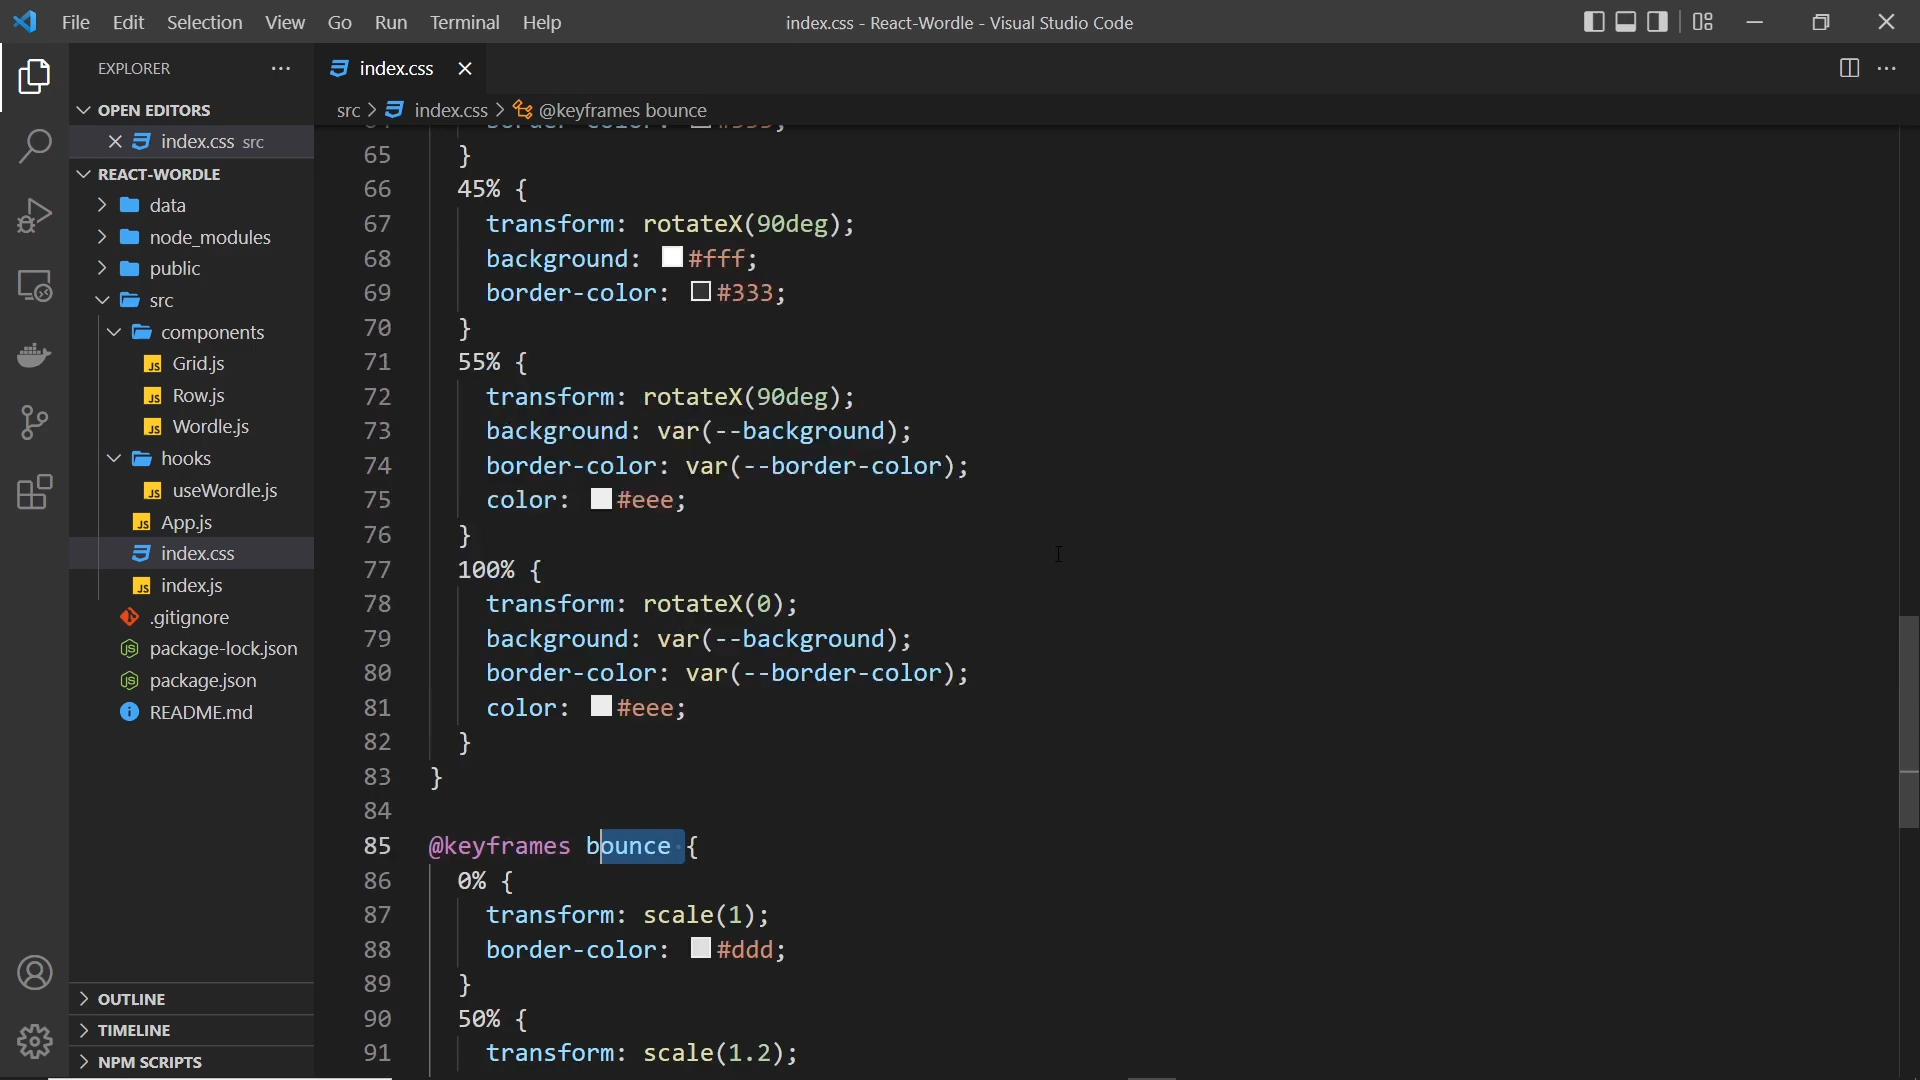 File Edit Selection View Go Run Terminal Help
index.css - React-Wordle - Visual Studio Code
EXPLORER
OPEN EDITORS
index.css src
REACT-WORDLE
data
node_modules
public
src
components
Grid.js
Row.js
Wordle.js
hooks
useWordle.js
App.js
index.css
index.js
.gitignore
package-lock.json
package.json
README.md
OUTLINE
TIMELINE
NPM SCRIPTS
index.css
src > index.css > @keyframes bounce
65 }
66 45% {
67 transform: rotateX(90deg);
68 background: #fff;
69 border-color: #333;
70 }
71 55% {
72 transform: rotateX(90deg);
73 background: var(--background);
74 border-color: var(--border-color);
75 color: #eee;
76 }
77 100% {
78 transform: rotateX(0);
79 background: var(--background);
80 border-color: var(--border-color);
81 color: #eee;
82 }
83 }
84
85 @keyframes bounce {
86 0% {
87 transform: scale(1);
88 border-color: #ddd;
89 }
90 50% {
91 transform: scale(1.2);